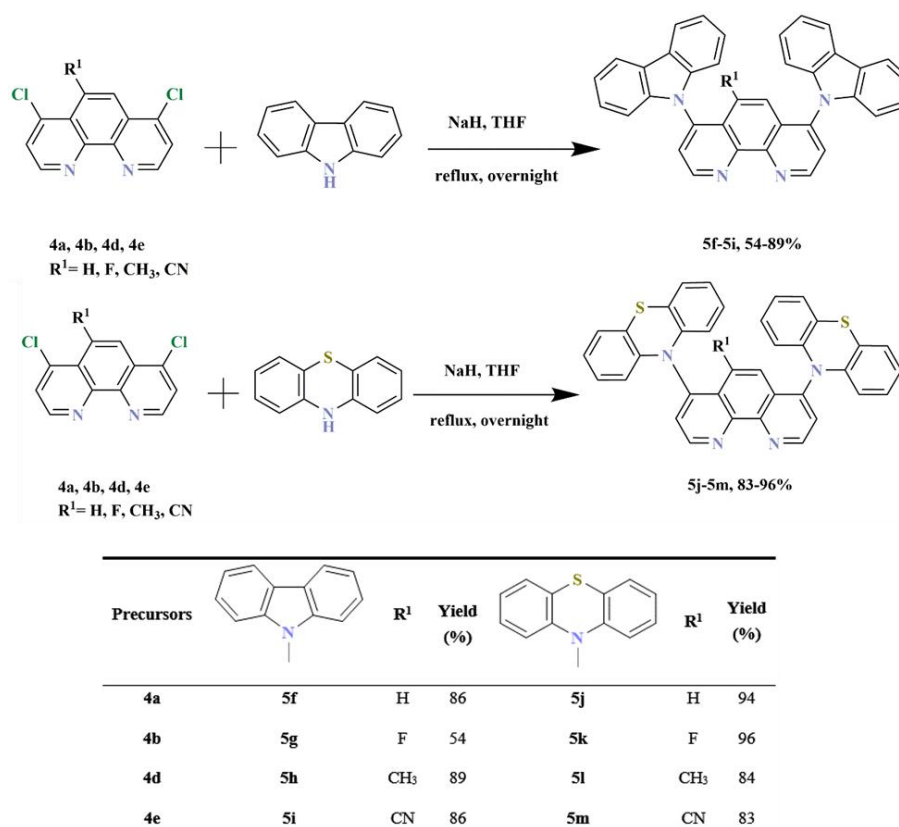 R¹
Cl
Cl
N
N
N
H
NaH, THF
reflux, overnight
N
R¹
N
N
N
4a, 4b, 4d, 4e
R¹= H, F, CH₃, CN
5f-5i, 54-89%
R¹
Cl
Cl
N
N
S
N
H
NaH, THF
reflux, overnight
S
S
N
R¹
N
N
N
4a, 4b, 4d, 4e
R¹= H, F, CH₃, CN
5j-5m, 83-96%
Precursors N R¹ Yield (%) S N R¹ Yield (%)
4a 5f H 86 5j H 94
4b 5g F 54 5k F 96
4d 5h CH₃ 89 5l CH₃ 84
4e 5i CN 86 5m CN 83